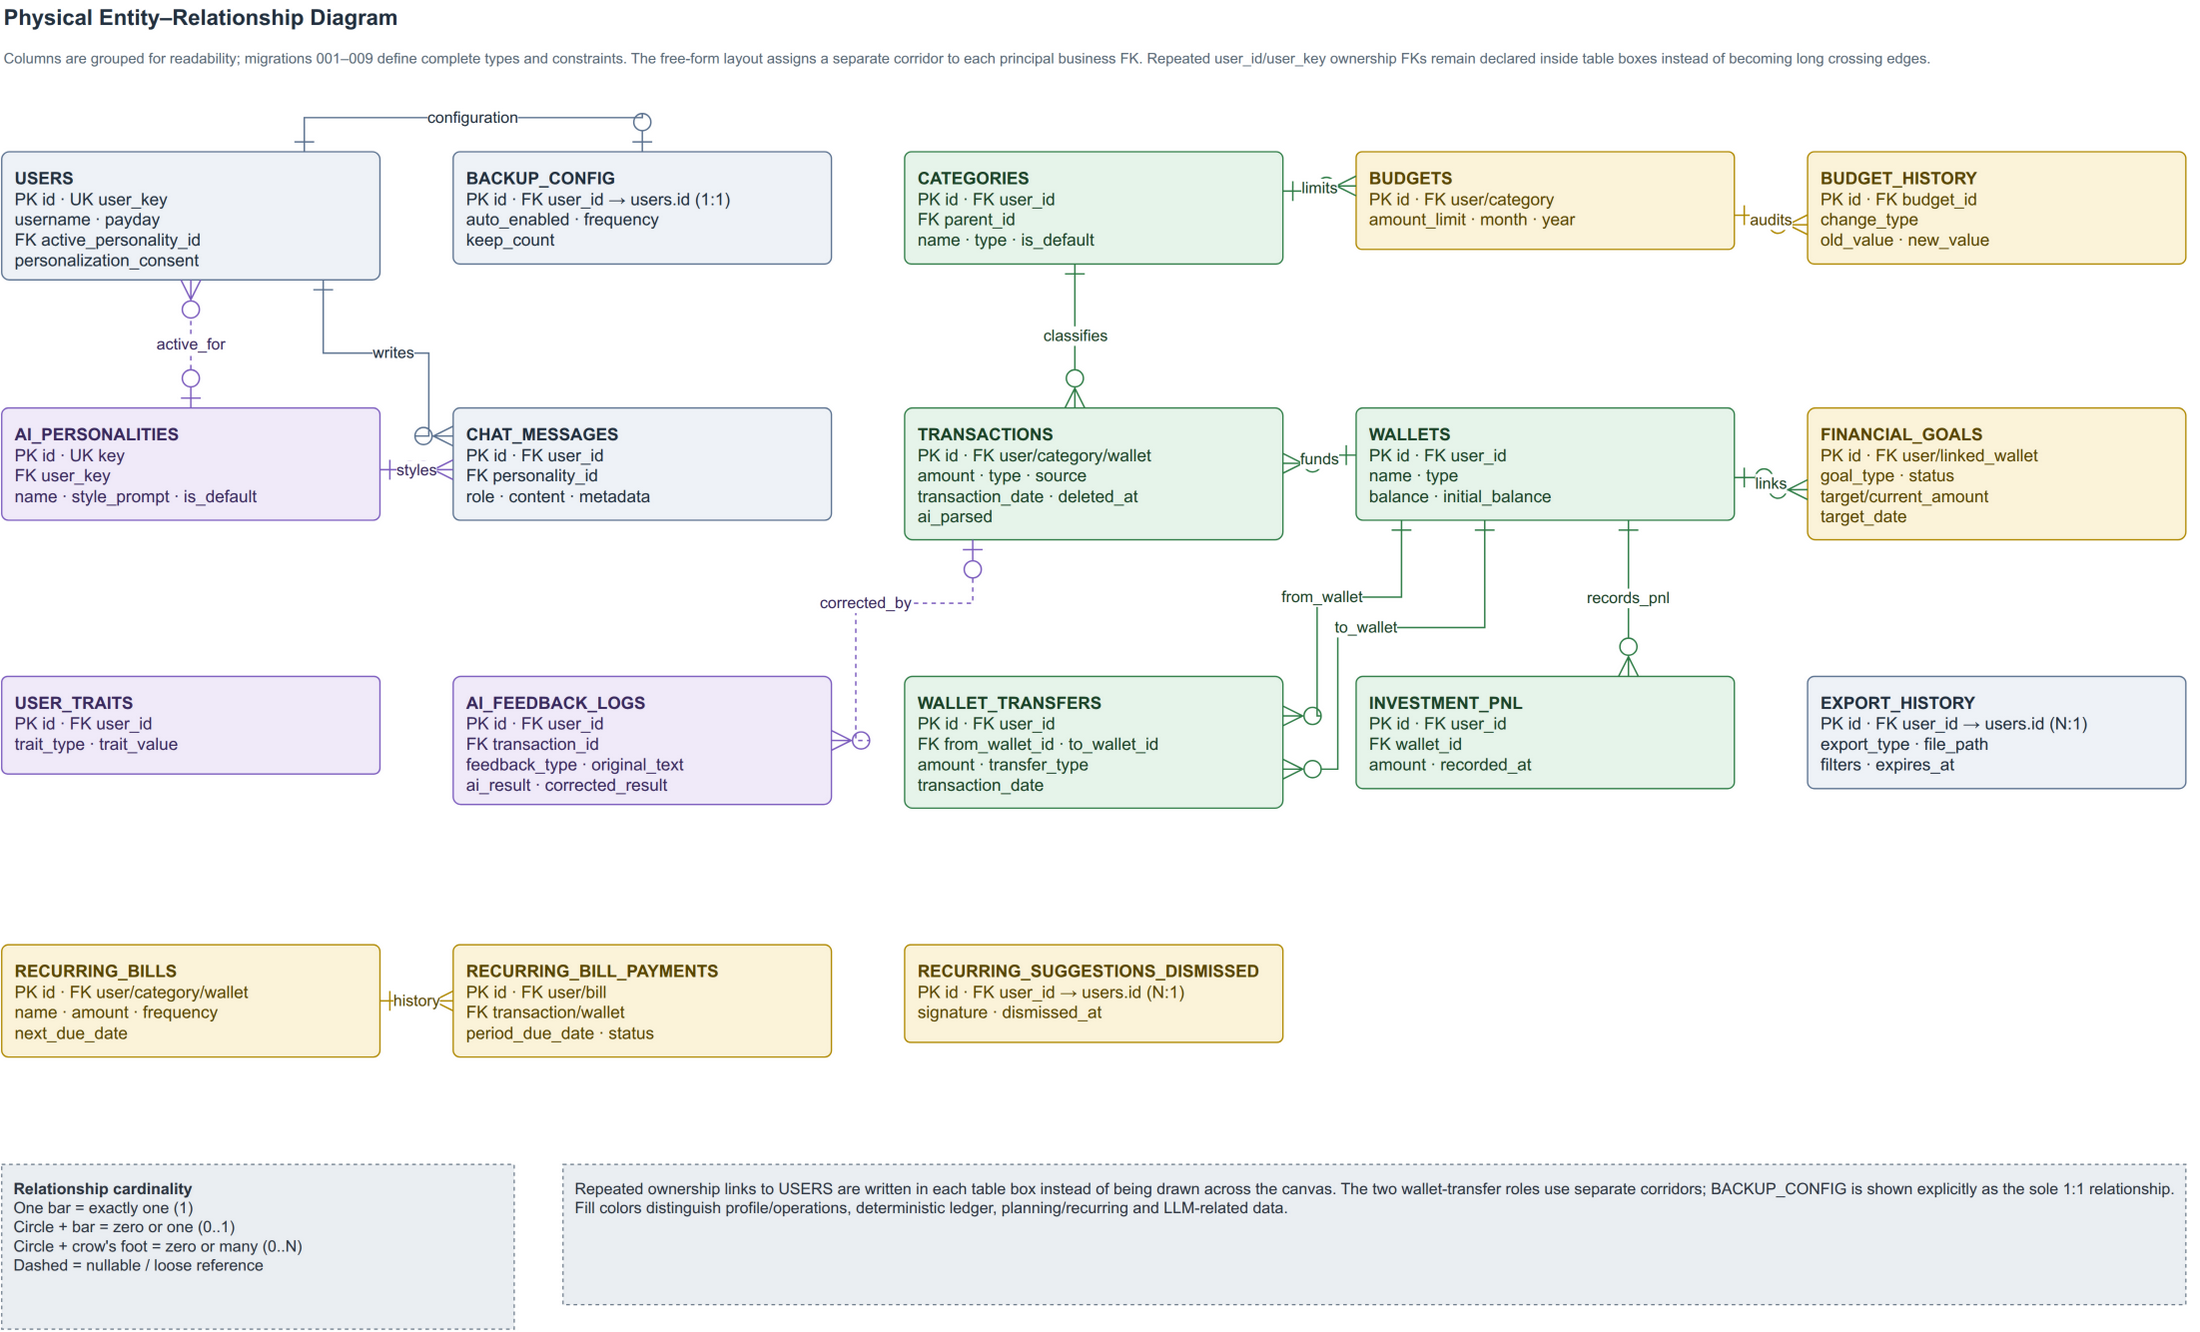 Physical Entity–Relationship Diagram
Columns are grouped for readability; migrations 001–009 define complete types and constraints. The free-form layout assigns a separate corridor to each principal business FK. Repeated user_id/user_key ownership FKs remain declared inside table boxes instead of becoming long crossing edges.
configuration
USERS
PK id · UK user_key
username · payday
FK active_personality_id
personalization_consent
BACKUP_CONFIG
PK id · FK user_id → users.id (1:1)
auto_enabled · frequency
keep_count
CATEGORIES
PK id · FK user_id
FK parent_id
name · type · is_default
limits
BUDGETS
PK id · FK user/category
amount_limit · month · year
audits
BUDGET_HISTORY
PK id · FK budget_id
change_type
old_value · new_value
active_for
writes
classifies
AI_PERSONALITIES
PK id · UK key
FK user_key
name · style_prompt · is_default
styles
CHAT_MESSAGES
PK id · FK user_id
FK personality_id
role · content · metadata
TRANSACTIONS
PK id · FK user/category/wallet
amount · type · source
transaction_date · deleted_at
ai_parsed
funds
WALLETS
PK id · FK user_id
name · type
balance · initial_balance
links
FINANCIAL_GOALS
PK id · FK user/linked_wallet
goal_type · status
target/current_amount
target_date
corrected_by
from_wallet
to_wallet
records_pnl
USER_TRAITS
PK id · FK user_id
trait_type · trait_value
AI_FEEDBACK_LOGS
PK id · FK user_id
FK transaction_id
feedback_type · original_text
ai_result · corrected_result
WALLET_TRANSFERS
PK id · FK user_id
FK from_wallet_id · to_wallet_id
amount · transfer_type
transaction_date
INVESTMENT_PNL
PK id · FK user_id
FK wallet_id
amount · recorded_at
EXPORT_HISTORY
PK id · FK user_id → users.id (N:1)
export_type · file_path
filters · expires_at
RECURRING_BILLS
PK id · FK user/category/wallet
name · amount · frequency
next_due_date
history
RECURRING_BILL_PAYMENTS
PK id · FK user/bill
FK transaction/wallet
period_due_date · status
RECURRING_SUGGESTIONS_DISMISSED
PK id · FK user_id → users.id (N:1)
signature · dismissed_at
Relationship cardinality
One bar = exactly one (1)
Circle + bar = zero or one (0..1)
Circle + crow's foot = zero or many (0..N)
Dashed = nullable / loose reference
Repeated ownership links to USERS are written in each table box instead of being drawn across the canvas. The two wallet-transfer roles use separate corridors; BACKUP_CONFIG is shown explicitly as the sole 1:1 relationship.
Fill colors distinguish profile/operations, deterministic ledger, planning/recurring and LLM-related data.